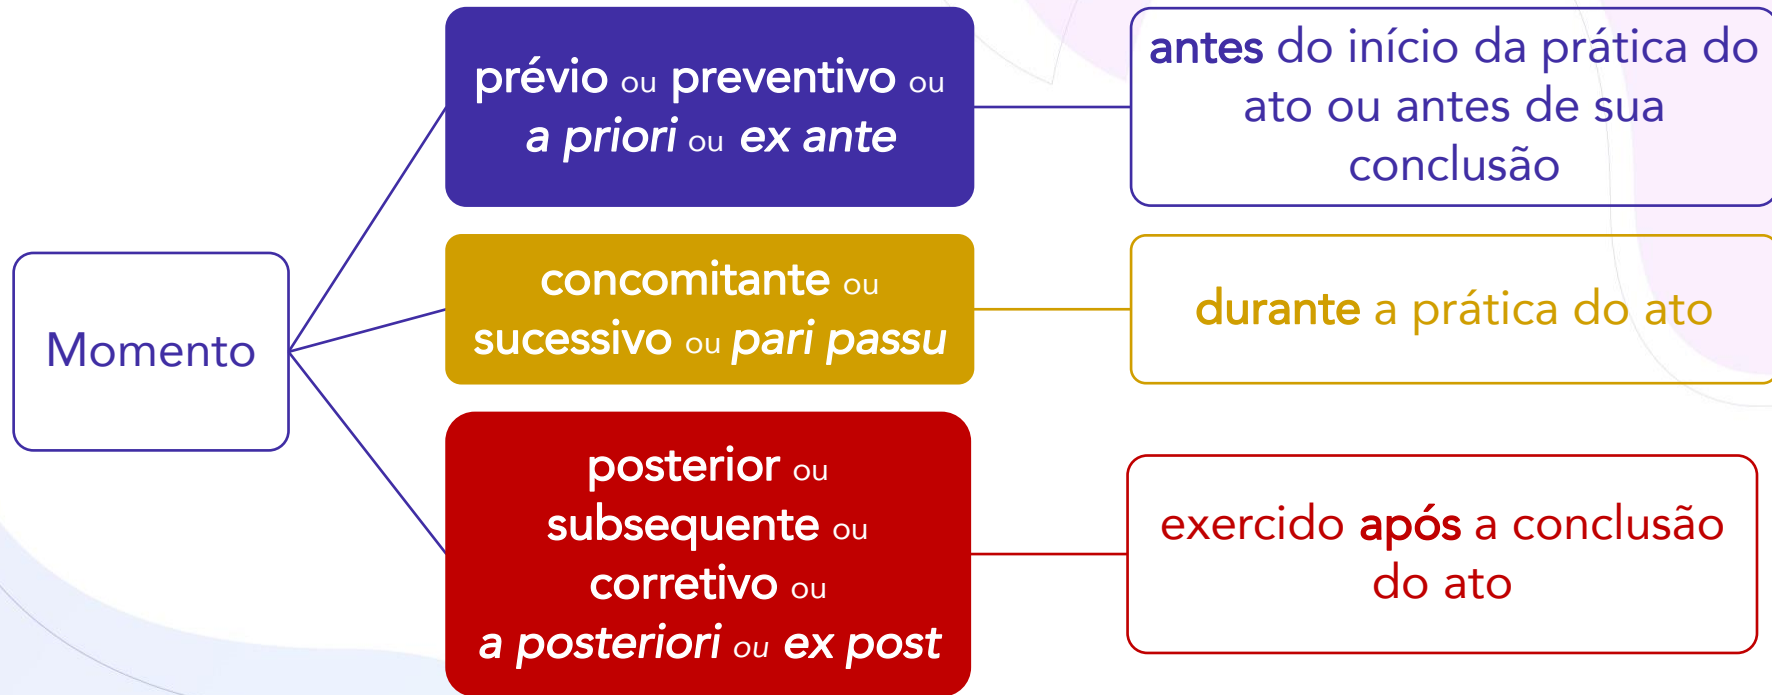 Momento
prévio ou preventivo ou
a priori ou ex ante
antes do início da prática do
ato ou antes de sua
conclusão
concomitante ou
sucessivo ou pari passu
durante a prática do ato
posterior ou
subsequente ou
corretivo ou
a posteriori ou ex post
exercido após a conclusão
do ato